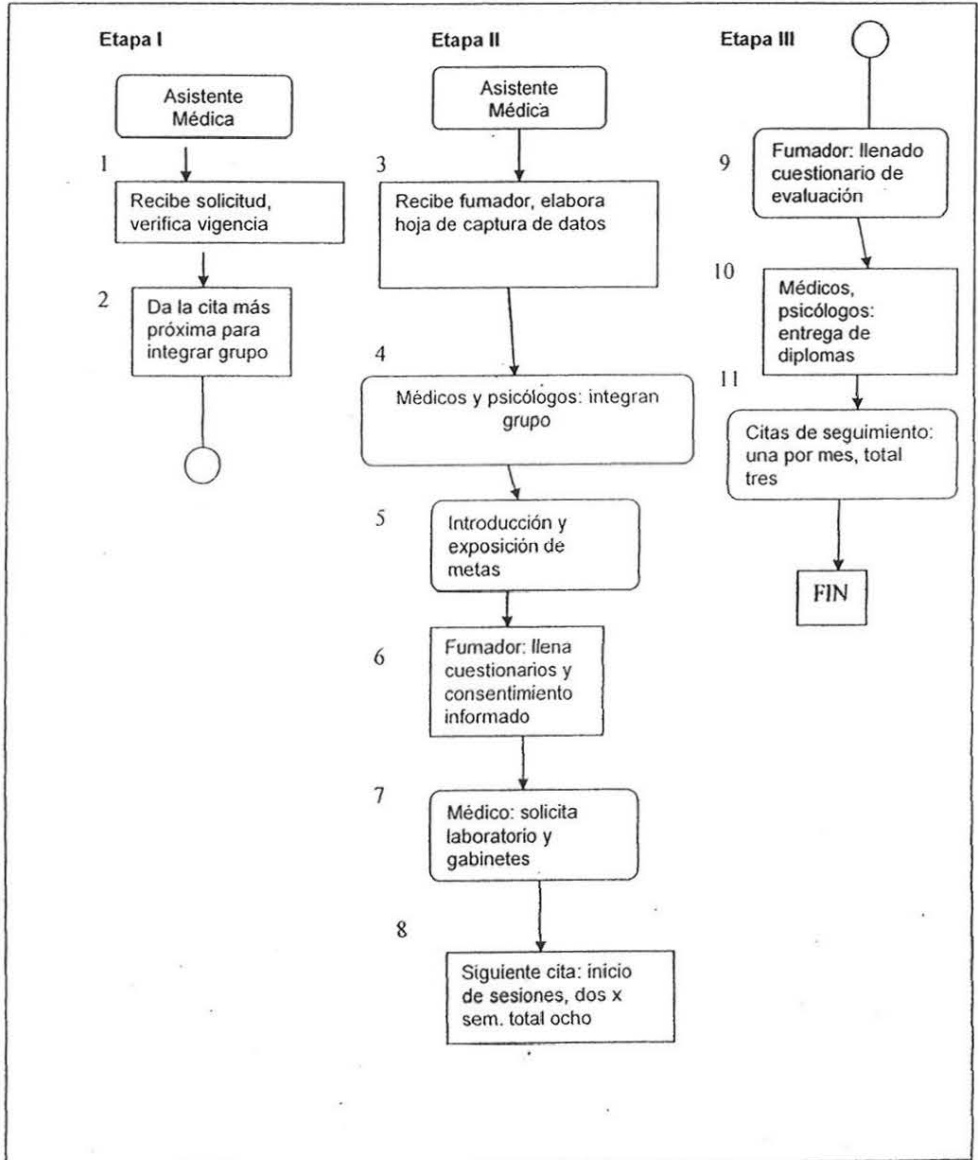 Etapa I
Asistente
Médica
1
Recibe solicitud,
verifica vigencia
2
Da la cita más
próxima para
integrar grupo
Etapa II
Asistente
Médica
3
Recibe fumador, elabora
hoja de captura de datos
4
Médicos y psicólogos: integran
grupo
5
Introducción y
exposición de
metas
6
Fumador: llena
cuestionarios y
consentimiento
informado
7
Médico: solicita
laboratorio y
gabinetes
8
Siguiente cita: inicio
de sesiones, dos x
sem. total ocho
Etapa III
9
Fumador: llenado
cuestionario de
evaluación
10
Médicos,
psicólogos:
entrega de
diplomas
11
Citas de seguimiento:
una por mes, total
tres
FIN